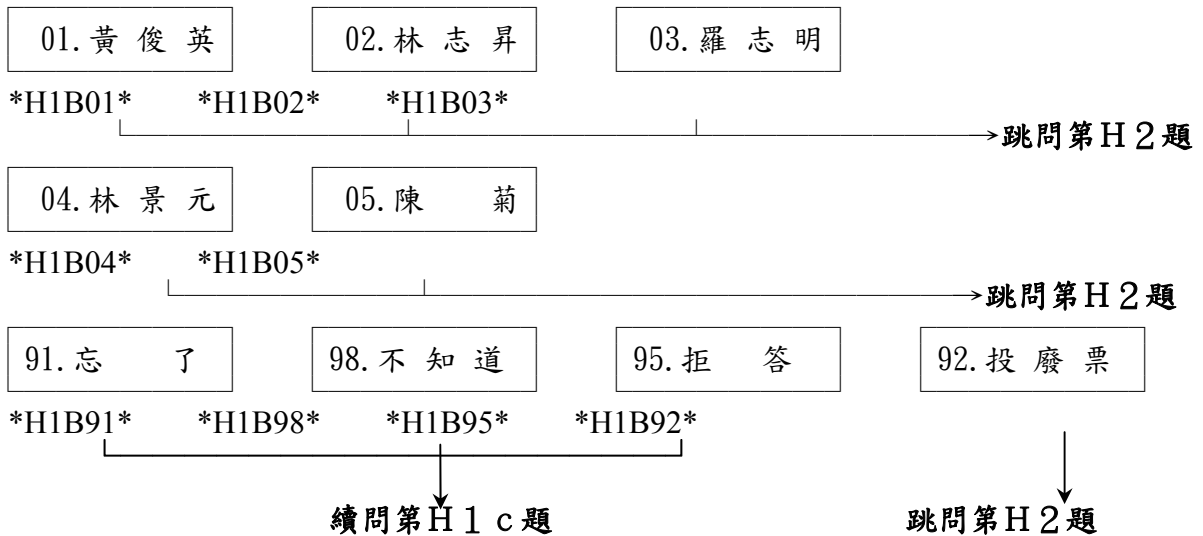 01.黃 俊 英 02.林 志 昇 03.羅 志 明
*H1B01* *H1B02* *H1B03*
跳問第H2題
04.林 景 元 05.陳 菊
*H1B04* *H1B05*
跳問第H2題
91.忘 了 98.不 知 道 95.拒 答 92.投 廢 票
*H1B91* *H1B98* *H1B95* *H1B92*
續問第H1c題 跳問第H2題